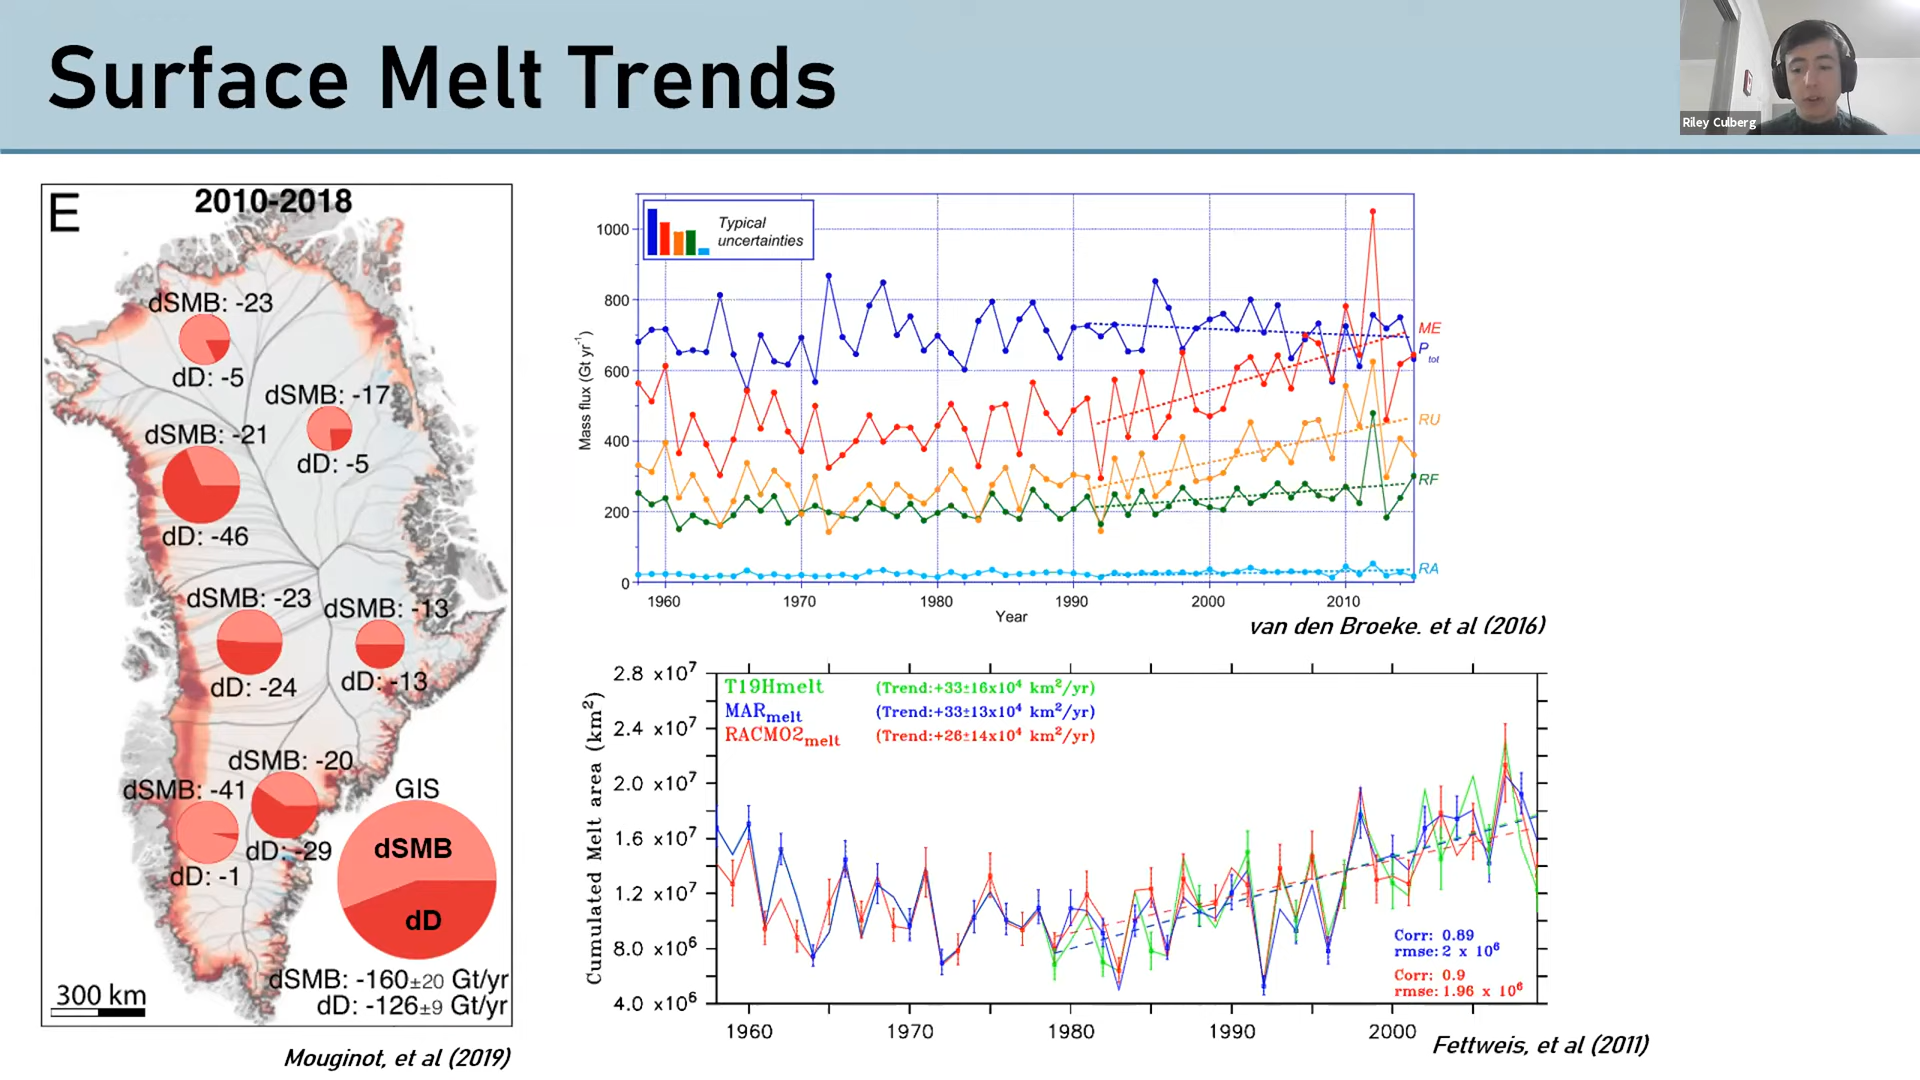 Surface Melt Trends
Riley Culberg
E
2010-2018
dSMB: -23
dD: -5
dSMB: -17
dD: -5
dSMB: -21
dD: -46
dSMB: -23
dD: -24
dSMB: -13
dD: -13
dSMB: -20
dD: -29
dSMB: -41
dD: -1
GIS
dSMB
dD
dSMB: -160±20 Gt/yr
dD: -126±9 Gt/yr
300 km
Mouginot, et al (2019)
Typical
uncertainties
Mass flux (Gt yr-1)
1000
800
600
400
200
0
ME
P tot
RU
RF
RA
1960 1970 1980 1990 2000 2010
Year
van den Broeke. et al (2016)
Cumulated Melt area (km2)
2.8 x107
2.4 x107
2.0 x107
1.6 x107
1.2 x107
8.0 x106
4.0 x106
T19Hmelt (Trend:+33±16x104 km2/yr)
MARmelt (Trend:+33±13x104 km2/yr)
RACMO2melt (Trend:+26±14x104 km2/yr)
Corr: 0.89
rmse: 2 x 106
Corr: 0.9
rmse: 1.96 x 106
1960 1970 1980 1990 2000
Fettweis, et al (2011)